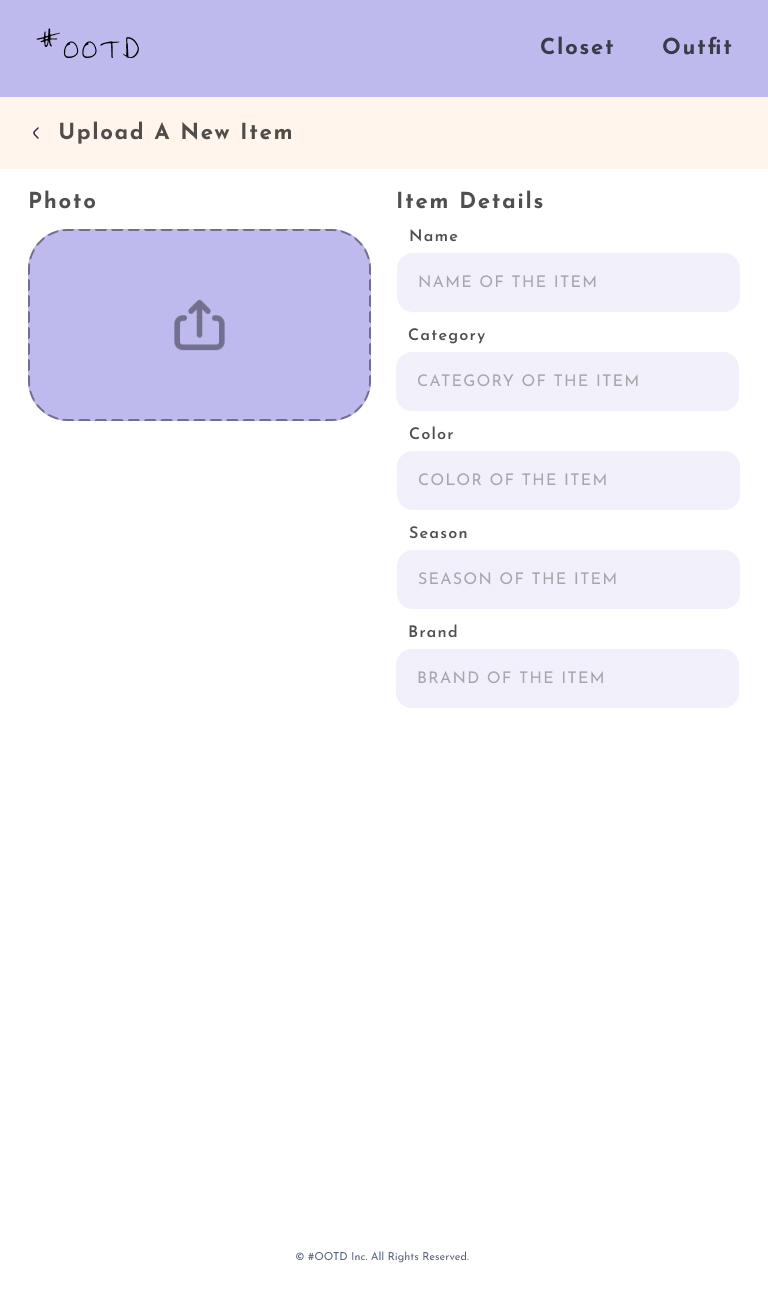 #OOTD
Closet Outfit
Upload A New Item
Photo
Item Details
Name
NAME OF THE ITEM
Category
CATEGORY OF THE ITEM
Color
COLOR OF THE ITEM
Season
SEASON OF THE ITEM
Brand
BRAND OF THE ITEM
© #OOTD Inc. All Rights Reserved.